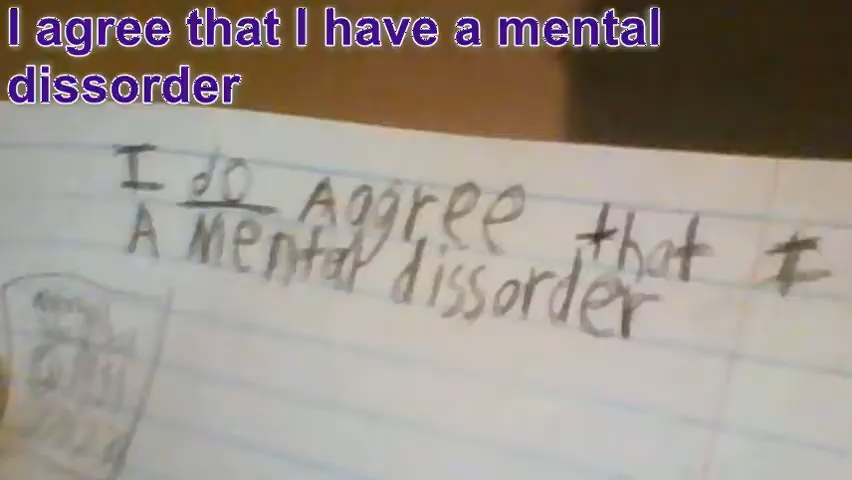 I agree that I have a mental
dissorder
I do Aggree that I
A Mental dissorder